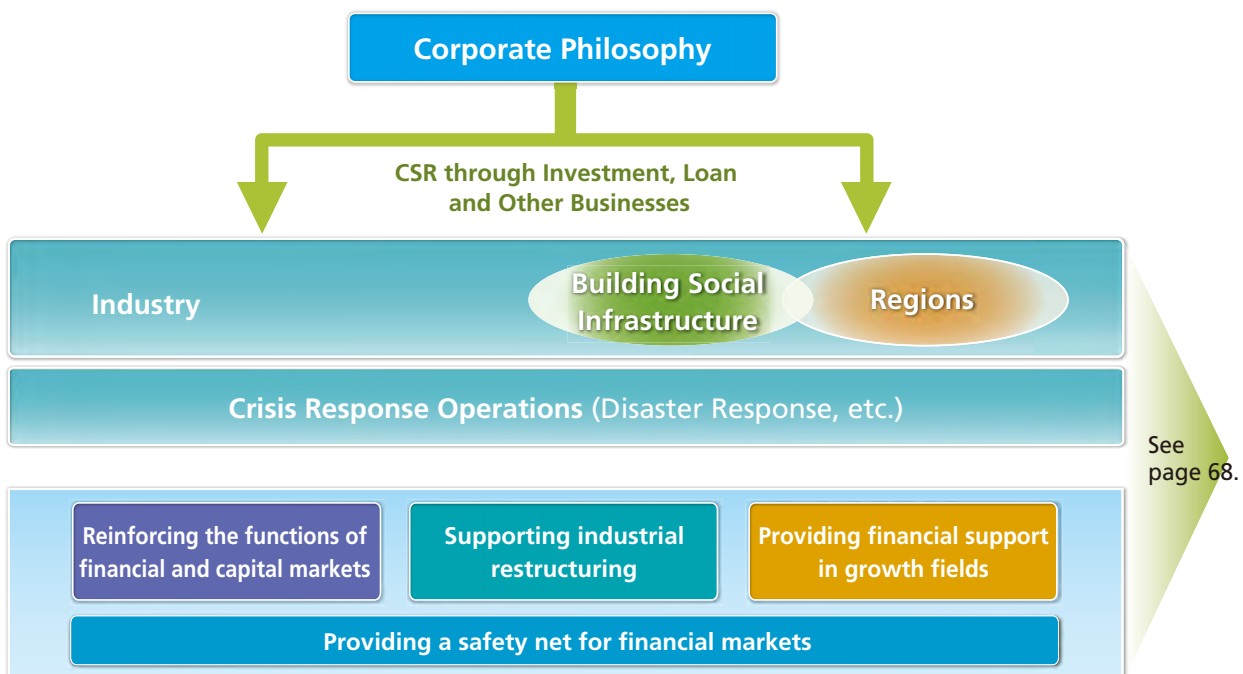 Corporate Philosophy
CSR through Investment, Loan
and Other Businesses
Industry
Building Social
Infrastructure
Regions
Crisis Response Operations (Disaster Response, etc.)
See
page 68.
Reinforcing the functions of
financial and capital markets
Supporting industrial
restructuring
Providing financial support
in growth fields
Providing a safety net for financial markets